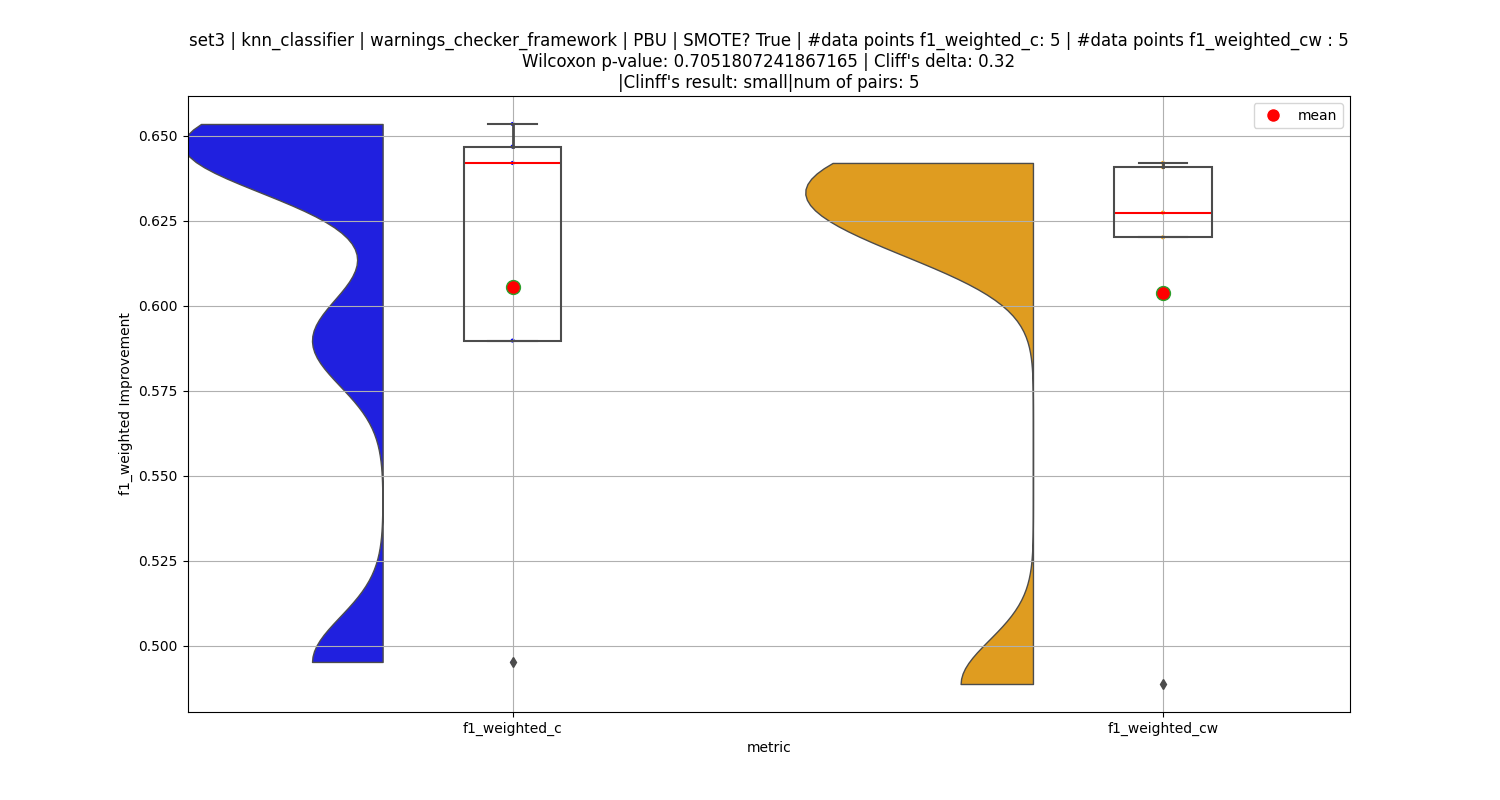 set3 | knn_classifier | warnings_checker_framework | PBU | SMOTE? True | #data points f1_weighted_c: 5 | #data points f1_weighted_cw : 5
Wilcoxon p-value: 0.7051807241867165 | Cliff's delta: 0.32
|Clinff's result: small|num of pairs: 5
mean
0.650
0.625
0.600
0.575
0.550
0.525
0.500
f1_weighted Improvement
f1_weighted_c
f1_weighted_cw
metric